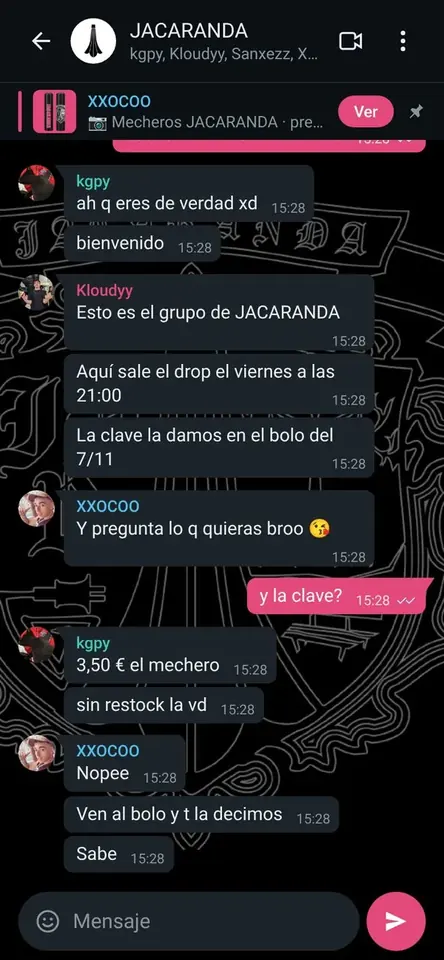 JACARANDA
kgpy, Kloudyy, Sanxezz, X...
XXOCOO
📷 Mecheros JACARANDA · pre...
Ver
15:28
kgpy
ah q eres de verdad xd 15:28
bienvenido 15:28
Kloudyy
Esto es el grupo de JACARANDA
15:28
Aquí sale el drop el viernes a las
21:00 15:28
La clave la damos en el bolo del
7/11 15:28
XXOCOO
Y pregunta lo q quieras broo 😘
15:28
y la clave? 15:28
kgpy
3,50 € el mechero 15:28
sin restock la vd 15:28
XXOCOO
Nopee 15:28
Ven al bolo y t la decimos 15:28
Sabe 15:28
Mensaje